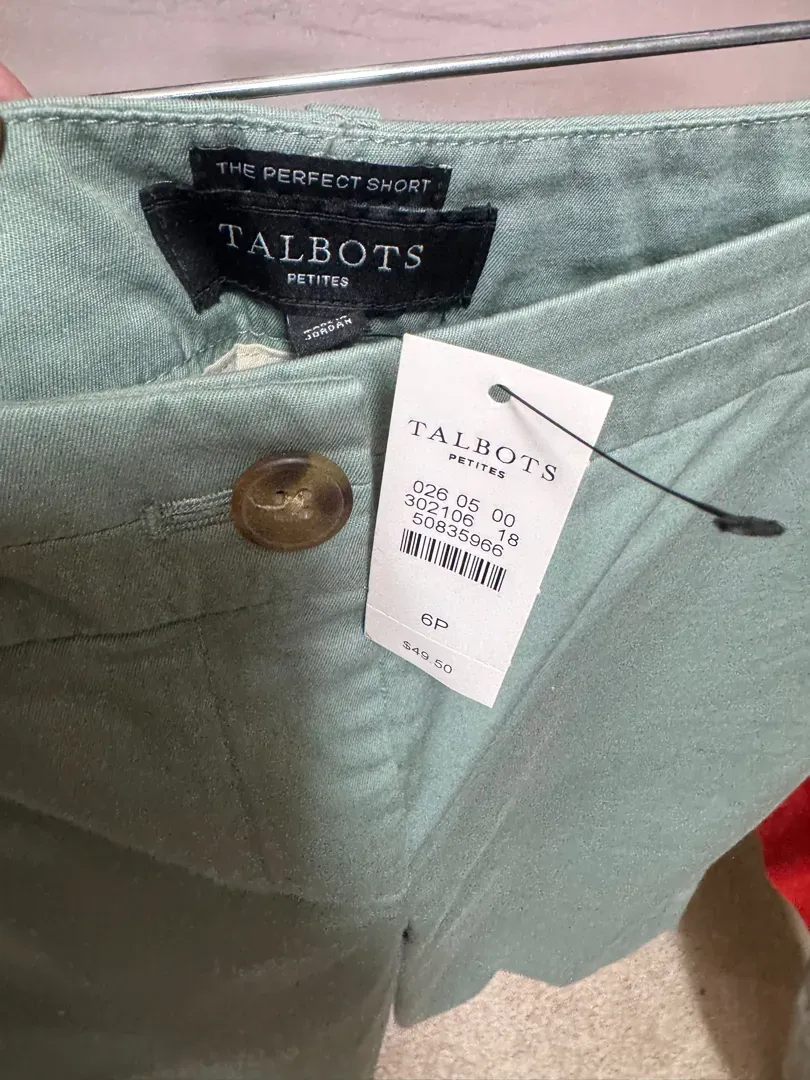 THE PERFECT SHORT
TALBOTS
PETITES
JORDAN
TALBOTS
PETITES
026 05 00
302106 18
50835966
6P
$49.50